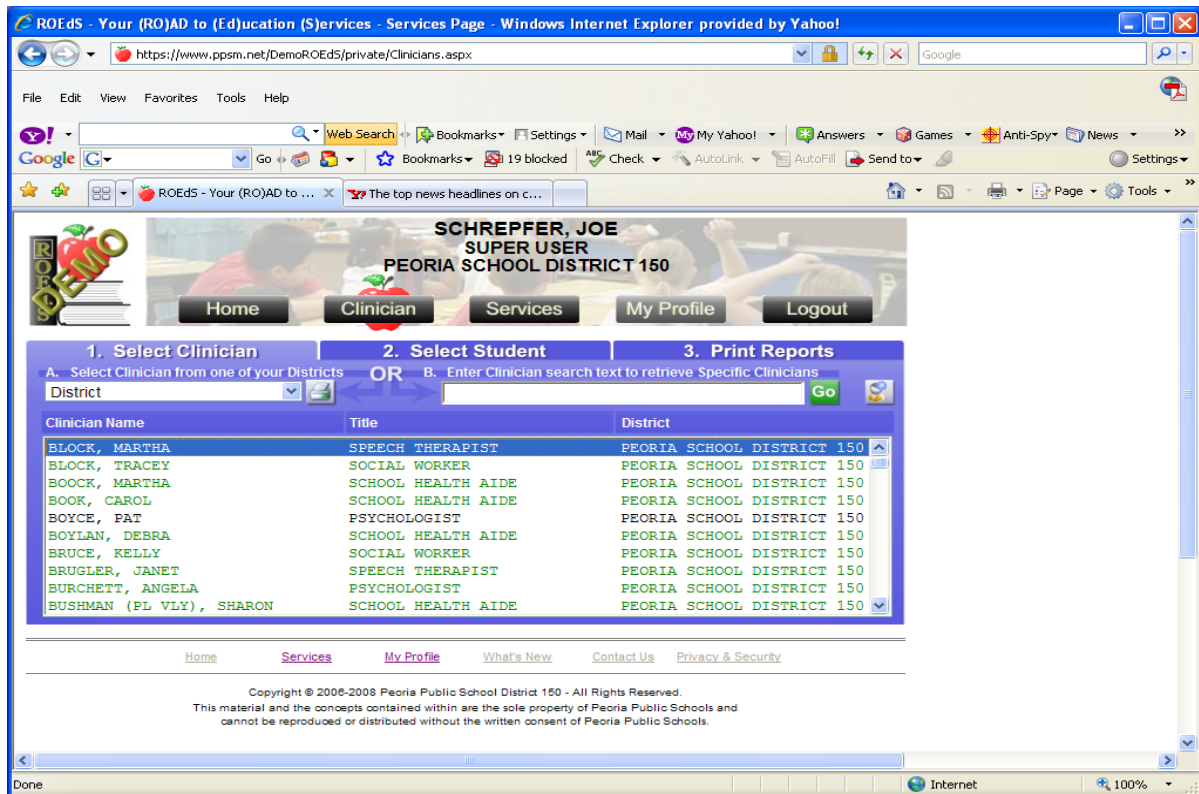 ROEdS - Your (RO)AD to (Ed)ucation (S)ervices - Services Page - Windows Internet Explorer provided by Yahoo!
https://www.ppsm.net/DemoROEdS/private/Clinicians.aspx
Google
File Edit View Favorites Tools Help
Y! Web Search Bookmarks Settings Mail My My Yahoo! Answers Games Anti-Spy News »
Google G Go Bookmarks 19 blocked ABC Check AutoLink AutoFill Send to Settings
ROEdS - Your (RO)AD to ... X Y? The top news headlines on c... Page Tools »
ROEDS
DEMO
SCHREPFER, JOE
SUPER USER
PEORIA SCHOOL DISTRICT 150
Home Clinician Services My Profile Logout
1. Select Clinician 2. Select Student 3. Print Reports
A. Select Clinician from one of your Districts OR B. Enter Clinician search text to retrieve Specific Clinicians
District Go
Clinician Name Title District
BLOCK, MARTHA SPEECH THERAPIST PEORIA SCHOOL DISTRICT 150
BLOCK, TRACEY SOCIAL WORKER PEORIA SCHOOL DISTRICT 150
BOOCK, MARTHA SCHOOL HEALTH AIDE PEORIA SCHOOL DISTRICT 150
BOOK, CAROL SCHOOL HEALTH AIDE PEORIA SCHOOL DISTRICT 150
BOYCE, PAT PSYCHOLOGIST PEORIA SCHOOL DISTRICT 150
BOYLAN, DEBRA SCHOOL HEALTH AIDE PEORIA SCHOOL DISTRICT 150
BRUCE, KELLY SOCIAL WORKER PEORIA SCHOOL DISTRICT 150
BRUGLER, JANET SPEECH THERAPIST PEORIA SCHOOL DISTRICT 150
BURCHETT, ANGELA PSYCHOLOGIST PEORIA SCHOOL DISTRICT 150
BUSHMAN (PL VLY), SHARON SCHOOL HEALTH AIDE PEORIA SCHOOL DISTRICT 150
Home Services My Profile What's New Contact Us Privacy & Security
Copyright © 2006-2008 Peoria Public School District 150 - All Rights Reserved.
This material and the concepts contained within are the sole property of Peoria Public Schools and
cannot be reproduced or distributed without the written consent of Peoria Public Schools.
Done Internet 100%